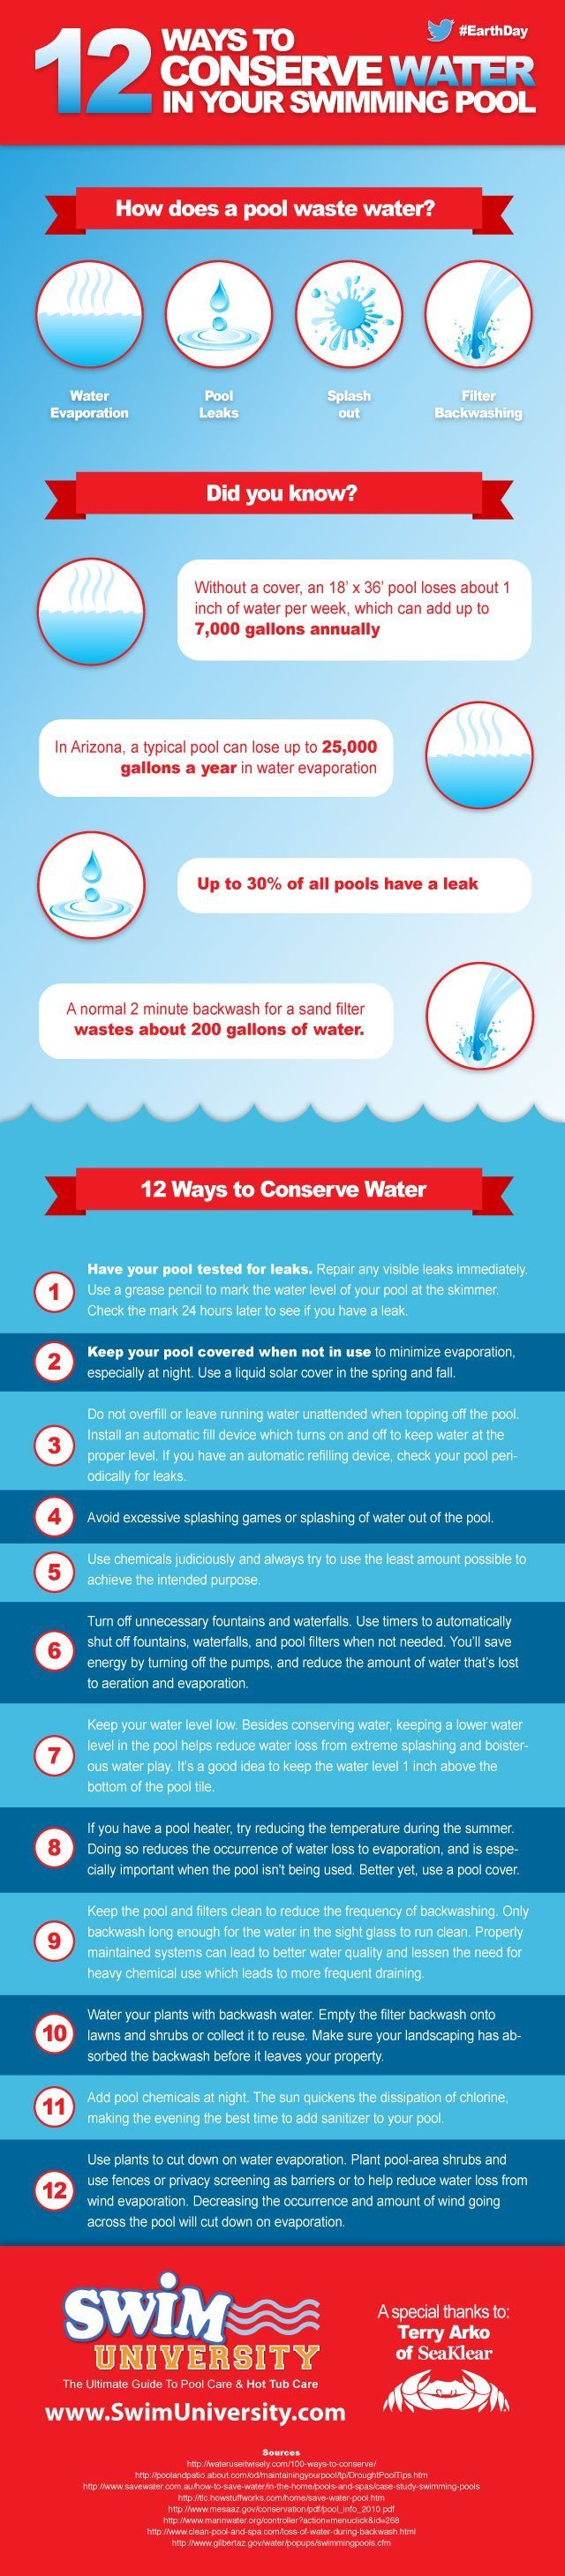 #EarthDay
12 WAYS TO
CONSERVE WATER
IN YOUR SWIMMING POOL
How does a pool waste water?
Water
Evaporation
Pool
Leaks
Splash
out
Filter
Backwashing
Did you know?
Without a cover, an 18' x 36' pool loses about 1
inch of water per week, which can add up to
7,000 gallons annually
In Arizona, a typical pool can lose up to 25,000
gallons a year in water evaporation
Up to 30% of all pools have a leak
A normal 2 minute backwash for a sand filter
wastes about 200 gallons of water.
12 Ways to Conserve Water
1
Have your pool tested for leaks. Repair any visible leaks immediately.
Use a grease pencil to mark the water level of your pool at the skimmer.
Check the mark 24 hours later to see if you have a leak.
2
Keep your pool covered when not in use to minimize evaporation,
especially at night. Use a liquid solar cover in the spring and fall.
3
Do not overfill or leave running water unattended when topping off the pool.
Install an automatic fill device which turns on and off to keep water at the
proper level. If you have an automatic refilling device, check your pool peri-
odically for leaks.
4
Avoid excessive splashing games or splashing of water out of the pool.
5
Use chemicals judiciously and always try to use the least amount possible to
achieve the intended purpose.
6
Turn off unnecessary fountains and waterfalls. Use timers to automatically
shut off fountains, waterfalls, and pool filters when not needed. You'll save
energy by turning off the pumps, and reduce the amount of water that's lost
to aeration and evaporation.
7
Keep your water level low. Besides conserving water, keeping a lower water
level in the pool helps reduce water loss from extreme splashing and boister-
ous water play. It's a good idea to keep the water level 1 inch above the
bottom of the pool tile.
8
If you have a pool heater, try reducing the temperature during the summer.
Doing so reduces the occurrence of water loss to evaporation, and is espe-
cially important when the pool isn't being used. Better yet, use a pool cover.
9
Keep the pool and filters clean to reduce the frequency of backwashing. Only
backwash long enough for the water in the sight glass to run clean. Properly
maintained systems can lead to better water quality and lessen the need for
heavy chemical use which leads to more frequent draining.
10
Water your plants with backwash water. Empty the filter backwash onto
lawns and shrubs or collect it to reuse. Make sure your landscaping has ab-
sorbed the backwash before it leaves your property.
11
Add pool chemicals at night. The sun quickens the dissipation of chlorine,
making the evening the best time to add sanitizer to your pool.
12
Use plants to cut down on water evaporation. Plant pool-area shrubs and
use fences or privacy screening as barriers or to help reduce water loss from
wind evaporation. Decreasing the occurrence and amount of wind going
across the pool will cut down on evaporation.
SWiM
UNIVERSITY
The Ultimate Guide To Pool Care & Hot Tub Care
www.SwimUniversity.com
A special thanks to:
Terry Arko
of SeaKlear
Sources
http://wateruseitwisely.com/100-ways-to-conserve/
http://poolandpatio.about.com/od/maintainingyourpool/tp/DroughtPoolTips.htm
http://www.savewater.com.au/how-to-save-water/in-the-home/pools-and-spas/case-study-swimming-pools
http://tlc.howstuffworks.com/home/save-water-pool.htm
http://www.mesaaz.gov/conservation/pdf/pool_info_2010.pdf
http://www.marinwater.org/controller?action=menuclick&id=268
http://www.clean-pool-and-spa.com/loss-of-water-during-backwash.html
http://www.gilbertaz.gov/water/popups/swimmingpools.cfm